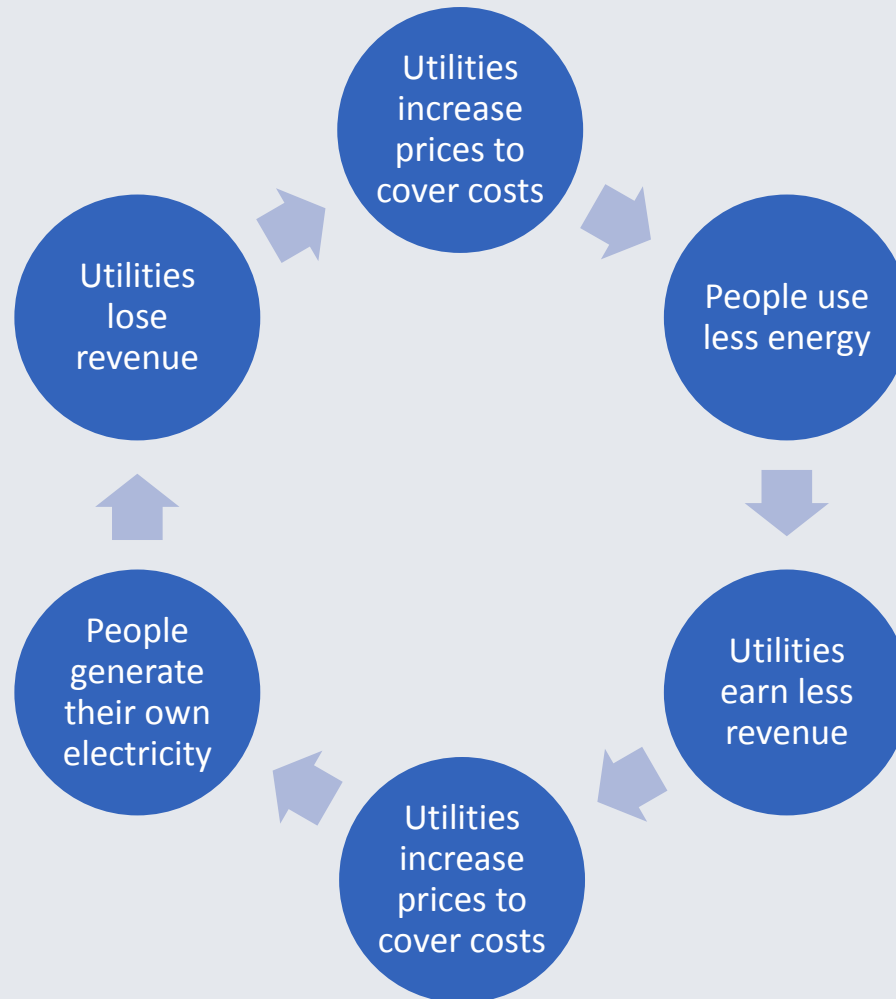 Utilities
increase
prices to
cover costs
People use
less energy
Utilities
earn less
revenue
Utilities
increase
prices to
cover costs
People
generate
their own
electricity
Utilities
lose
revenue